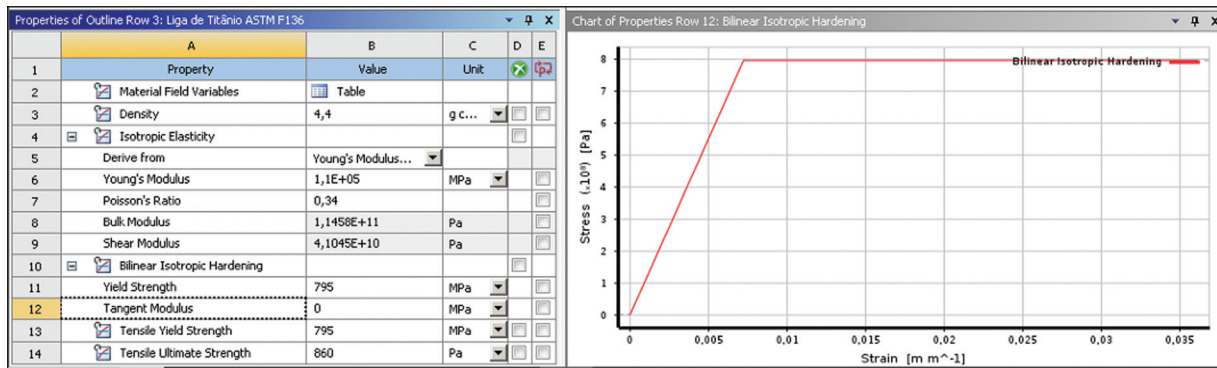 Properties of Outline Row 3: Liga de Titânio ASTM F136
A B C D E
1 Property Value Unit
2 Material Field Variables Table
3 Density 4,4 g c...
4 Isotropic Elasticity
5 Derive from Young's Modulus...
6 Young's Modulus 1,1E+05 MPa
7 Poisson's Ratio 0,34
8 Bulk Modulus 1,1458E+11 Pa
9 Shear Modulus 4,1045E+10 Pa
10 Bilinear Isotropic Hardening
11 Yield Strength 795 MPa
12 Tangent Modulus 0 MPa
13 Tensile Yield Strength 795 MPa
14 Tensile Ultimate Strength 860 Pa
Chart of Properties Row 12: Bilinear Isotropic Hardening
Bilinear Isotropic Hardening
8
7
6
5
4
3
2
1
0
Stress (.10⁸) [Pa]
0 0,005 0,01 0,015 0,02 0,025 0,03 0,035
Strain [m m^-1]